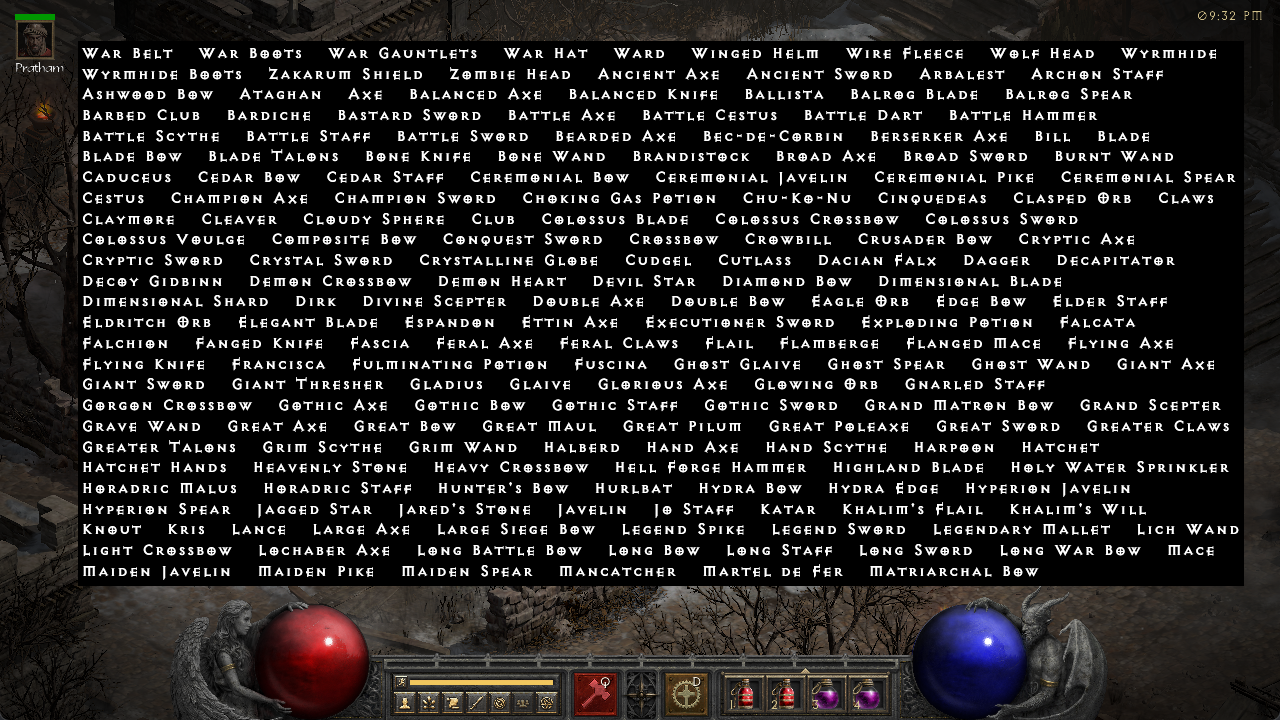 09:32 PM
Pratham
War Belt War Boots War Gauntlets War Hat Ward Winged Helm Wire Fleece Wolf Head Wyrmhide
Wyrmhide Boots Zakarum Shield Zombie Head Ancient Axe Ancient Sword Arbalest Archon Staff
Ashwood Bow Ataghan Axe Balanced Axe Balanced Knife Ballista Balrog Blade Balrog Spear
Barbed Club Bardiche Bastard Sword Battle Axe Battle Cestus Battle Dart Battle Hammer
Battle Scythe Battle Staff Battle Sword Bearded Axe Bec-de-Corbin Berserker Axe Bill Blade
Blade Bow Blade Talons Bone Knife Bone Wand Brandistock Broad Axe Broad Sword Burnt Wand
Caduceus Cedar Bow Cedar Staff Ceremonial Bow Ceremonial Javelin Ceremonial Pike Ceremonial Spear
Cestus Champion Axe Champion Sword Choking Gas Potion Chu-Ko-Nu Cinquedeas Clasped Orb Claws
Claymore Cleaver Cloudy Sphere Club Colossus Blade Colossus Crossbow Colossus Sword
Colossus Voulge Composite Bow Conquest Sword Crossbow Crowbill Crusader Bow Cryptic Axe
Cryptic Sword Crystal Sword Crystalline Globe Cudgel Cutlass Dacian Falx Dagger Decapitator
Decoy Gidbinn Demon Crossbow Demon Heart Devil Star Diamond Bow Dimensional Blade
Dimensional Shard Dirk Divine Scepter Double Axe Double Bow Eagle Orb Edge Bow Elder Staff
Eldritch Orb Elegant Blade Espandon Ettin Axe Executioner Sword Exploding Potion Falcata
Falchion Fanged Knife Fascia Feral Axe Feral Claws Flail Flamberge Flanged Mace Flying Axe
Flying Knife Francisca Fulminating Potion Fuscina Ghost Glaive Ghost Spear Ghost Wand Giant Axe
Giant Sword Giant Thresher Gladius Glaive Glorious Axe Glowing Orb Gnarled Staff
Gorgon Crossbow Gothic Axe Gothic Bow Gothic Staff Gothic Sword Grand Matron Bow Grand Scepter
Grave Wand Great Axe Great Bow Great Maul Great Pilum Great Poleaxe Great Sword Greater Claws
Greater Talons Grim Scythe Grim Wand Halberd Hand Axe Hand Scythe Harpoon Hatchet
Hatchet Hands Heavenly Stone Heavy Crossbow Hell Forge Hammer Highland Blade Holy Water Sprinkler
Horadric Malus Horadric Staff Hunter's Bow Hurlbat Hydra Bow Hydra Edge Hyperion Javelin
Hyperion Spear Jagged Star Jared's Stone Javelin Jo Staff Katar Khalim's Flail Khalim's Will
Knout Kris Lance Large Axe Large Siege Bow Legend Spike Legend Sword Legendary Mallet Lich Wand
Light Crossbow Lochaber Axe Long Battle Bow Long Bow Long Staff Long Sword Long War Bow Mace
Maiden Javelin Maiden Pike Maiden Spear Mancatcher Martel de Fer Matriarchal Bow
Q D
1 2 3 4